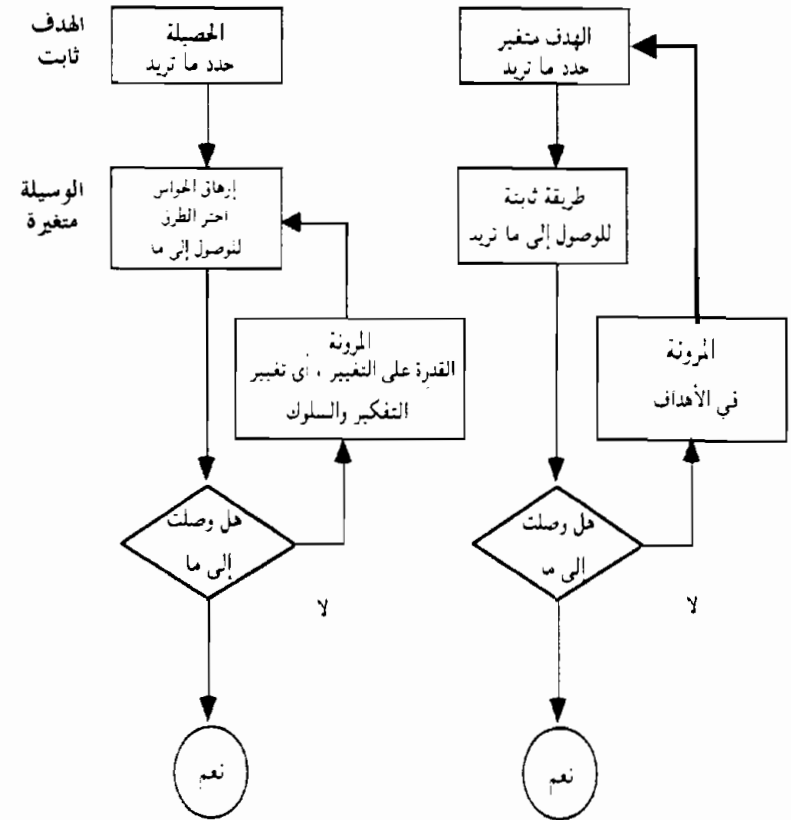 الهدف متغير
حدد ما تريد
طريقة ثابتة
للوصول إلى ما تريد
المرونة
في الأهداف
هل وصلت
إلى ما
لا
نعم
الهدف
ثابت
الحصيلة
حدد ما تريد
الوسيلة
متغيرة
إرهاق الحواس
اختر الطرق
للوصول إلى ما
المرونة
القدرة على التغيير ، أي تغيير
التفكير والسلوك
هل وصلت
إلى ما
لا
نعم